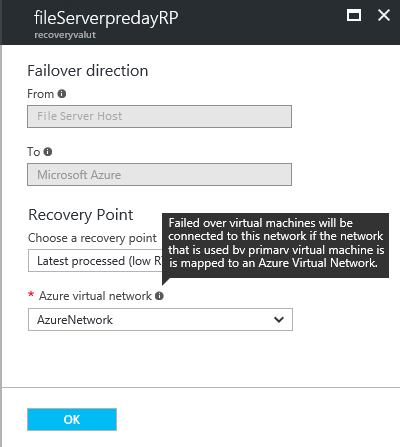 fileServerpredayRP
recoveryvalut
Failover direction
From
File Server Host
To
Microsoft Azure
Recovery Point
Choose a recovery point
Latest processed (low R
Failed over virtual machines will be
connected to this network if the network
that is used by primary virtual machine is
is mapped to an Azure Virtual Network.
* Azure virtual network
AzureNetwork
OK